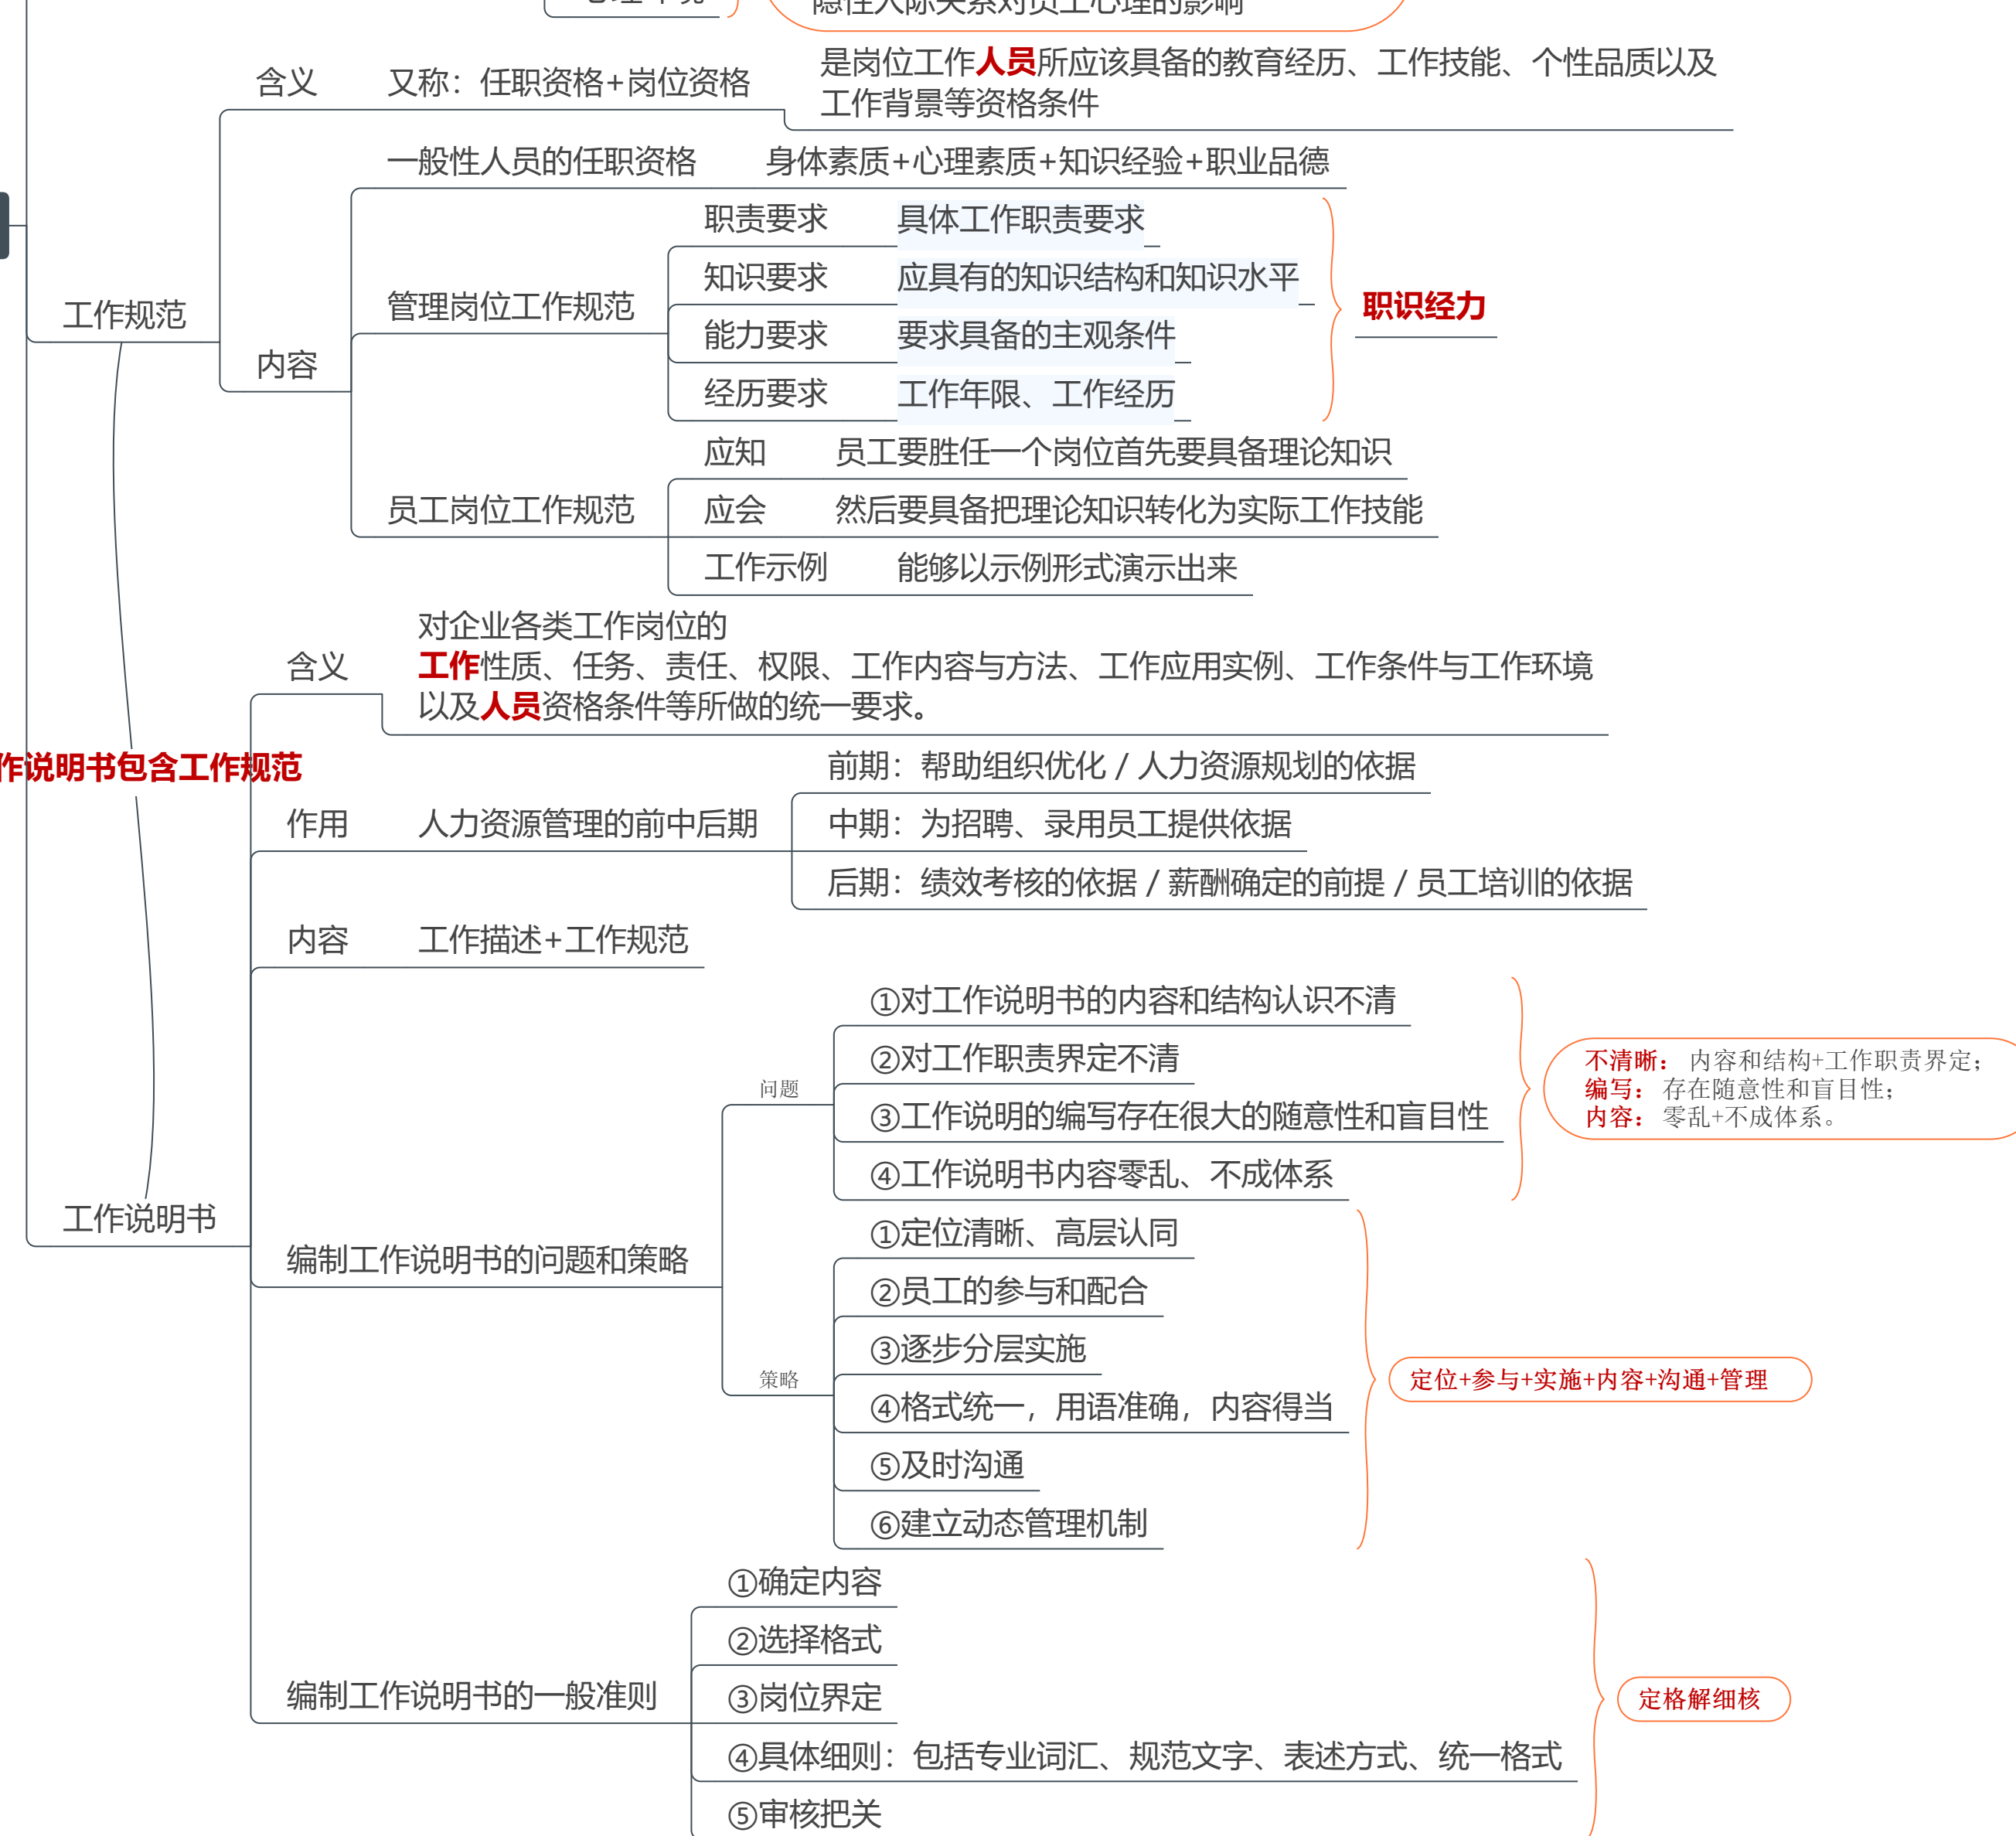 隐性人际关系对员工心理的影响
含义
又称：任职资格+岗位资格
是岗位工作人员所应该具备的教育经历、工作技能、个性品质以及
工作背景等资格条件
一般性人员的任职资格
身体素质+心理素质+知识经验+职业品德
职责要求
具体工作职责要求
知识要求
应具有的知识结构和知识水平
管理岗位工作规范
职识经力
工作规范
能力要求
要求具备的主观条件
内容
经历要求
工作年限、工作经历
应知
员工要胜任一个岗位首先要具备理论知识
员工岗位工作规范
应会
然后要具备把理论知识转化为实际工作技能
工作示例
能够以示例形式演示出来
含义
对企业各类工作岗位的
工作性质、任务、责任、权限、工作内容与方法、工作应用实例、工作条件与工作环境
以及人员资格条件等所做的统一要求。
作说明书包含工作规范
作用
人力资源管理的前中后期
前期：帮助组织优化 / 人力资源规划的依据
中期：为招聘、录用员工提供依据
后期：绩效考核的依据 / 薪酬确定的前提 / 员工培训的依据
内容
工作描述+工作规范
问题
①对工作说明书的内容和结构认识不清
②对工作职责界定不清
③工作说明的编写存在很大的随意性和盲目性
④工作说明书内容零乱、不成体系
不清晰：内容和结构+工作职责界定；
编写：存在随意性和盲目性；
内容：零乱+不成体系。
工作说明书
编制工作说明书的问题和策略
策略
①定位清晰、高层认同
②员工的参与和配合
③逐步分层实施
④格式统一，用语准确，内容得当
⑤及时沟通
⑥建立动态管理机制
定位+参与+实施+内容+沟通+管理
编制工作说明书的一般准则
①确定内容
②选择格式
③岗位界定
④具体细则：包括专业词汇、规范文字、表述方式、统一格式
⑤审核把关
定格解细核